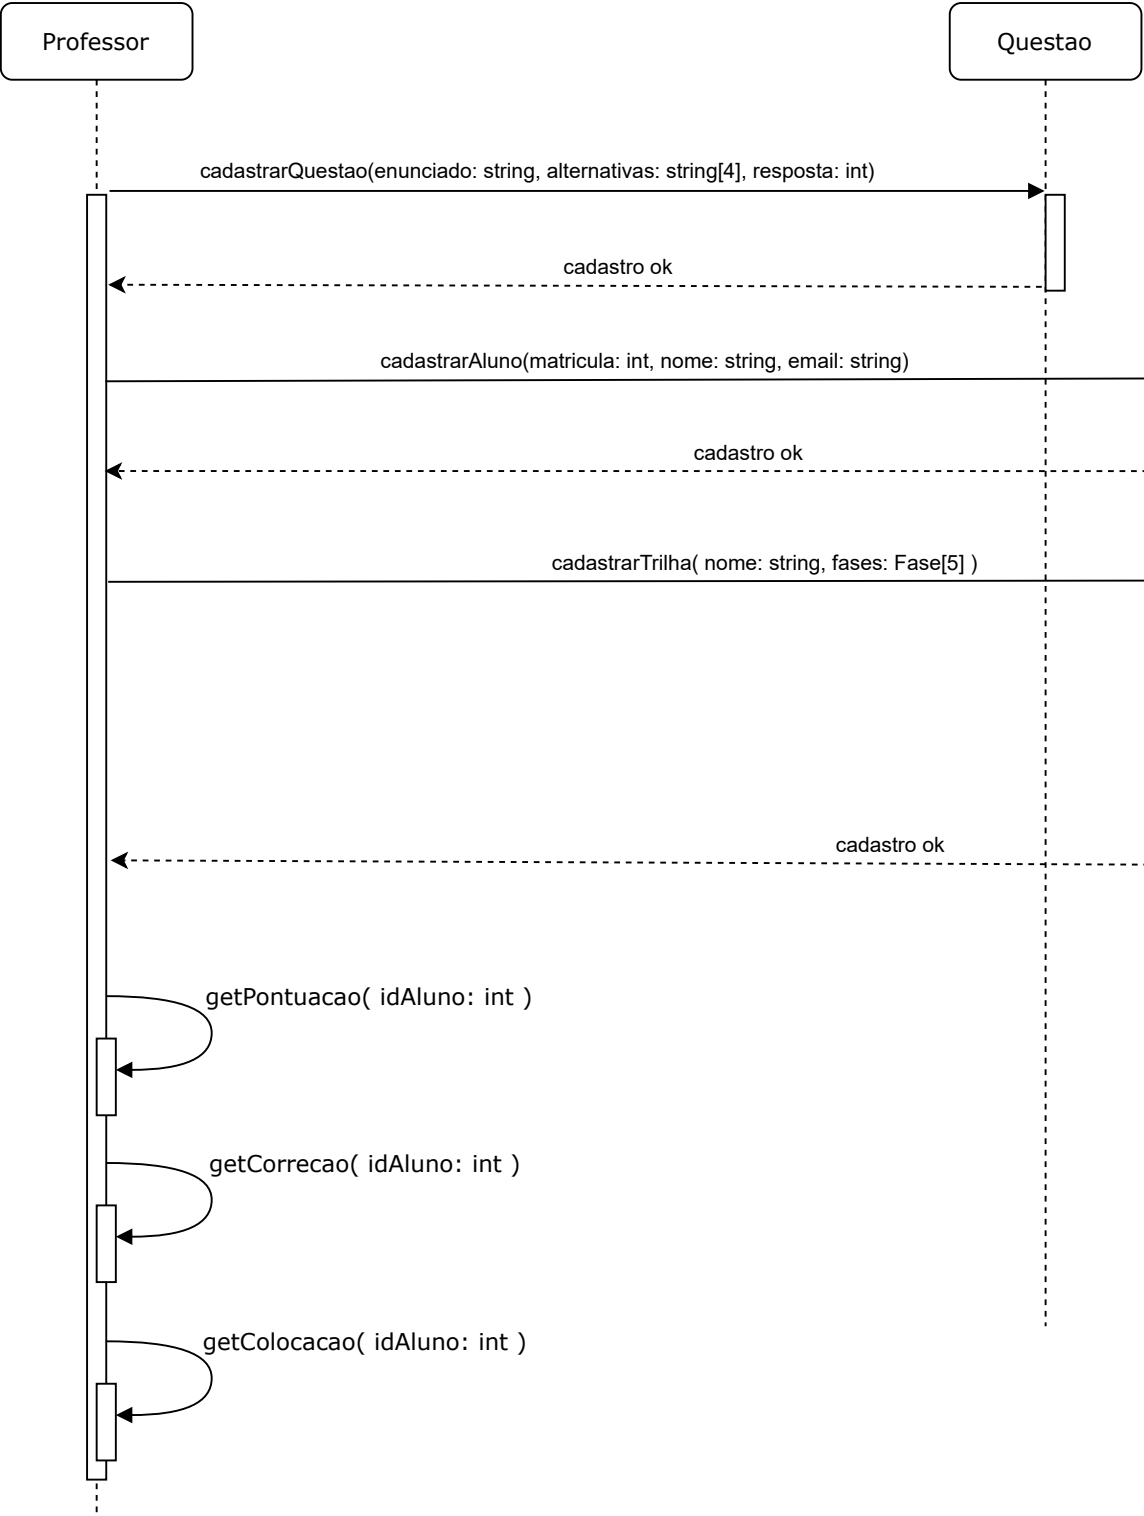 Professor
Questao
cadastrarQuestao(enunciado: string, alternativas: string[4], resposta: int)
cadastro ok
cadastrarAluno(matricula: int, nome: string, email: string)
cadastro ok
cadastrarTrilha( nome: string, fases: Fase[5] )
cadastro ok
getPontuacao( idAluno: int )
getCorrecao( idAluno: int )
getColocacao( idAluno: int )